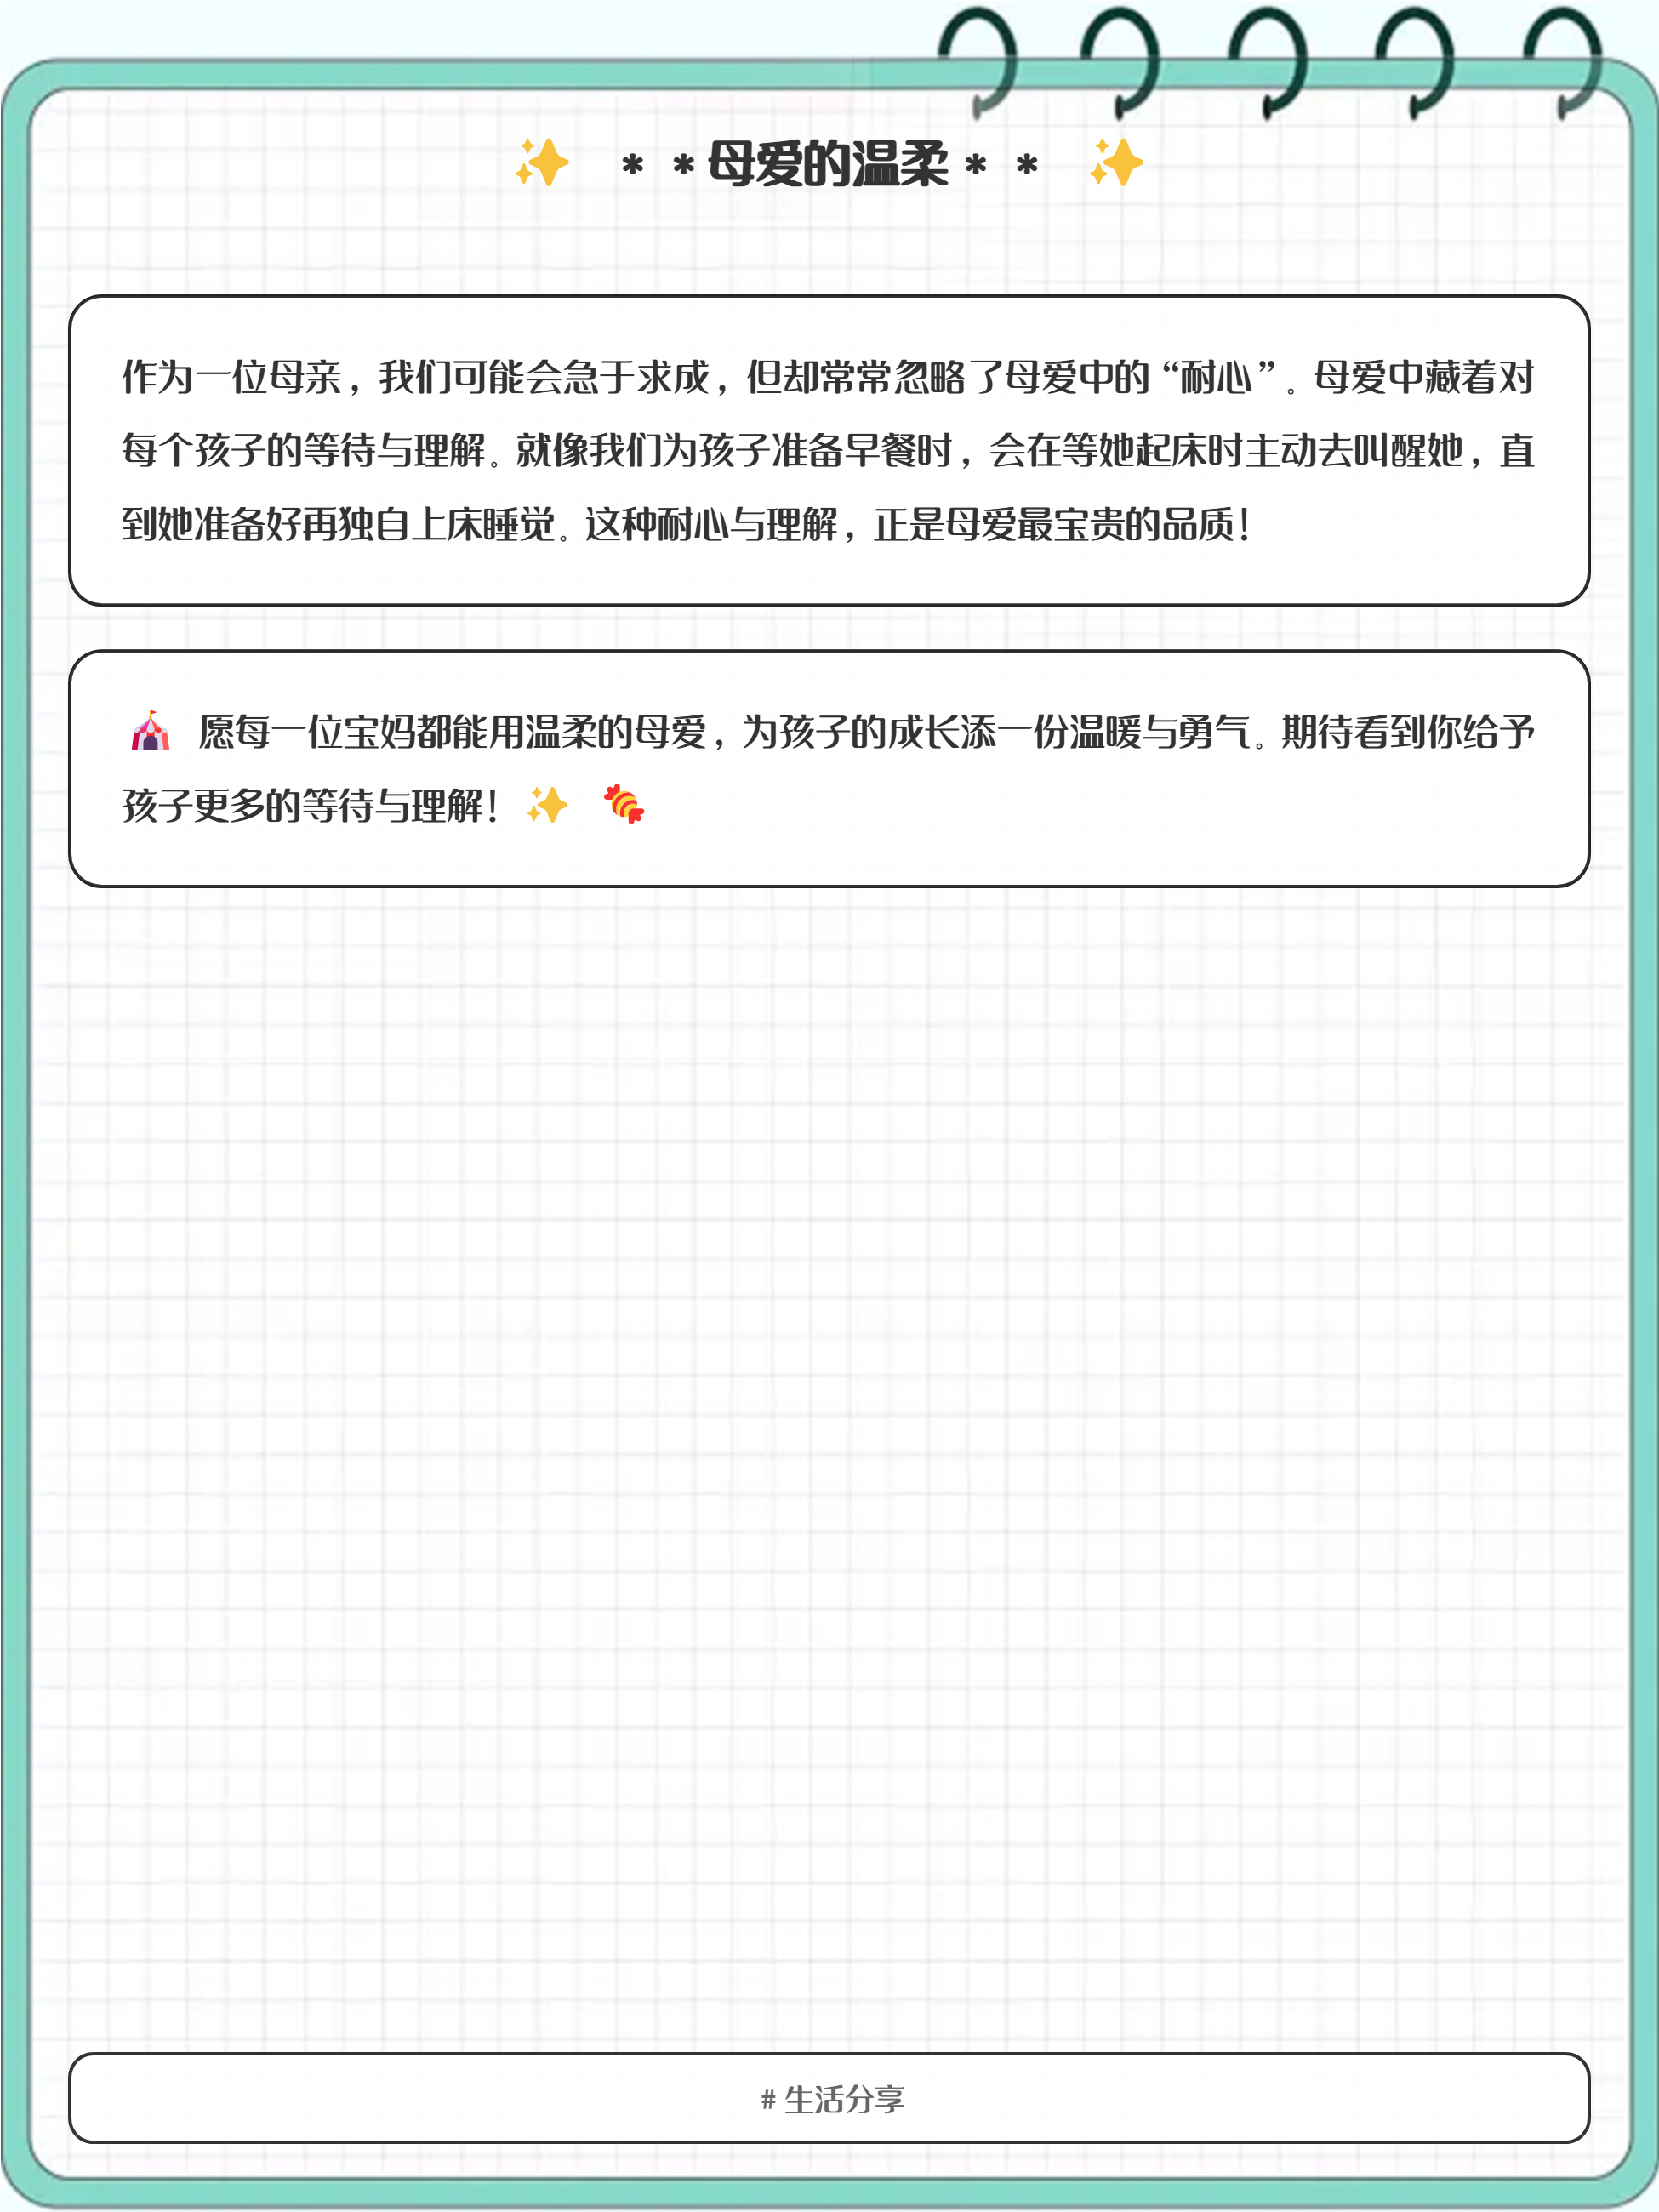 ✨ **母爱的温柔** ✨
作为一位母亲，我们可能会急于求成，但却常常忽略了母爱中的“耐心”。母爱中藏着对
每个孩子的等待与理解。就像我们为孩子准备早餐时，会在等她起床时主动去叫醒她，直
到她准备好再独自上床睡觉。这种耐心与理解，正是母爱最宝贵的品质！
🎪 愿每一位宝妈都能用温柔的母爱，为孩子的成长添一份温暖与勇气。期待看到你给予
孩子更多的等待与理解！✨ 🍬
# 生活分享